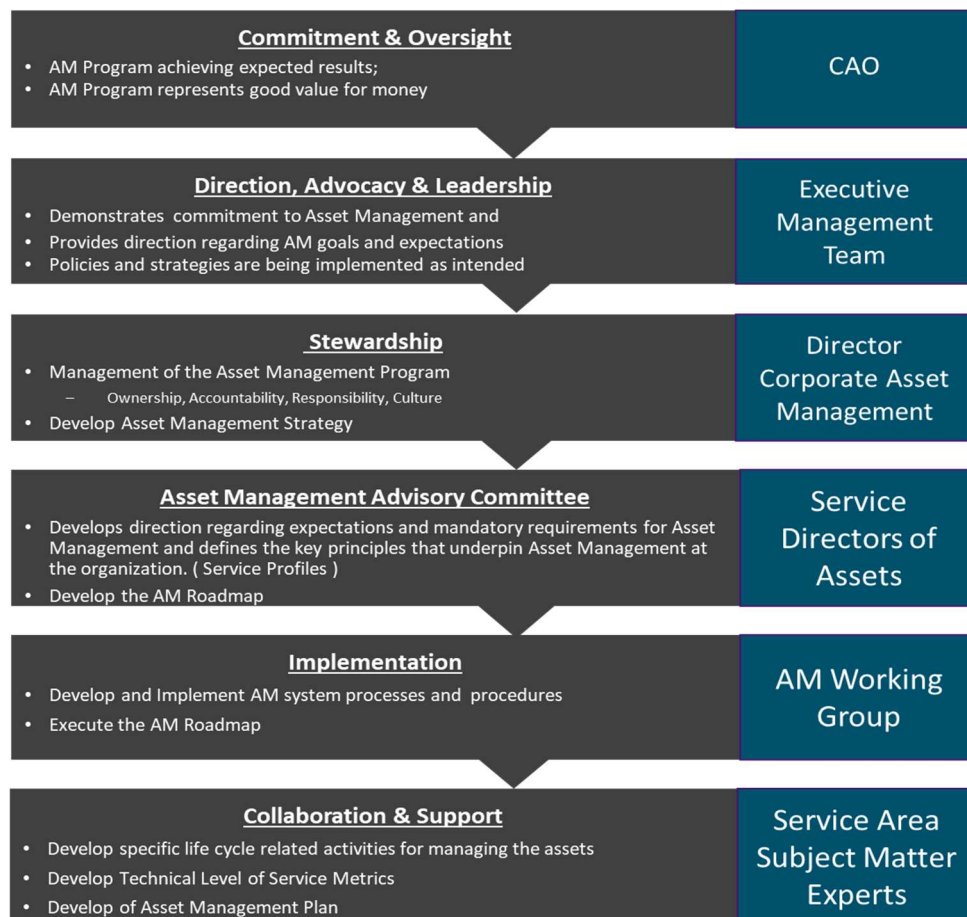 Commitment & Oversight
• AM Program achieving expected results;
• AM Program represents good value for money
CAO
Direction, Advocacy & Leadership
• Demonstrates commitment to Asset Management and
• Provides direction regarding AM goals and expectations
• Policies and strategies are being implemented as intended
Executive
Management
Team
Stewardship
• Management of the Asset Management Program
– Ownership, Accountability, Responsibility, Culture
• Develop Asset Management Strategy
Director
Corporate Asset
Management
Asset Management Advisory Committee
• Develops direction regarding expectations and mandatory requirements for Asset
Management and defines the key principles that underpin Asset Management at
the organization. ( Service Profiles )
• Develop the AM Roadmap
Service
Directors of
Assets
Implementation
• Develop and Implement AM system processes and procedures
• Execute the AM Roadmap
AM Working
Group
Collaboration & Support
• Develop specific life cycle related activities for managing the assets
• Develop Technical Level of Service Metrics
• Develop of Asset Management Plan
Service Area
Subject Matter
Experts